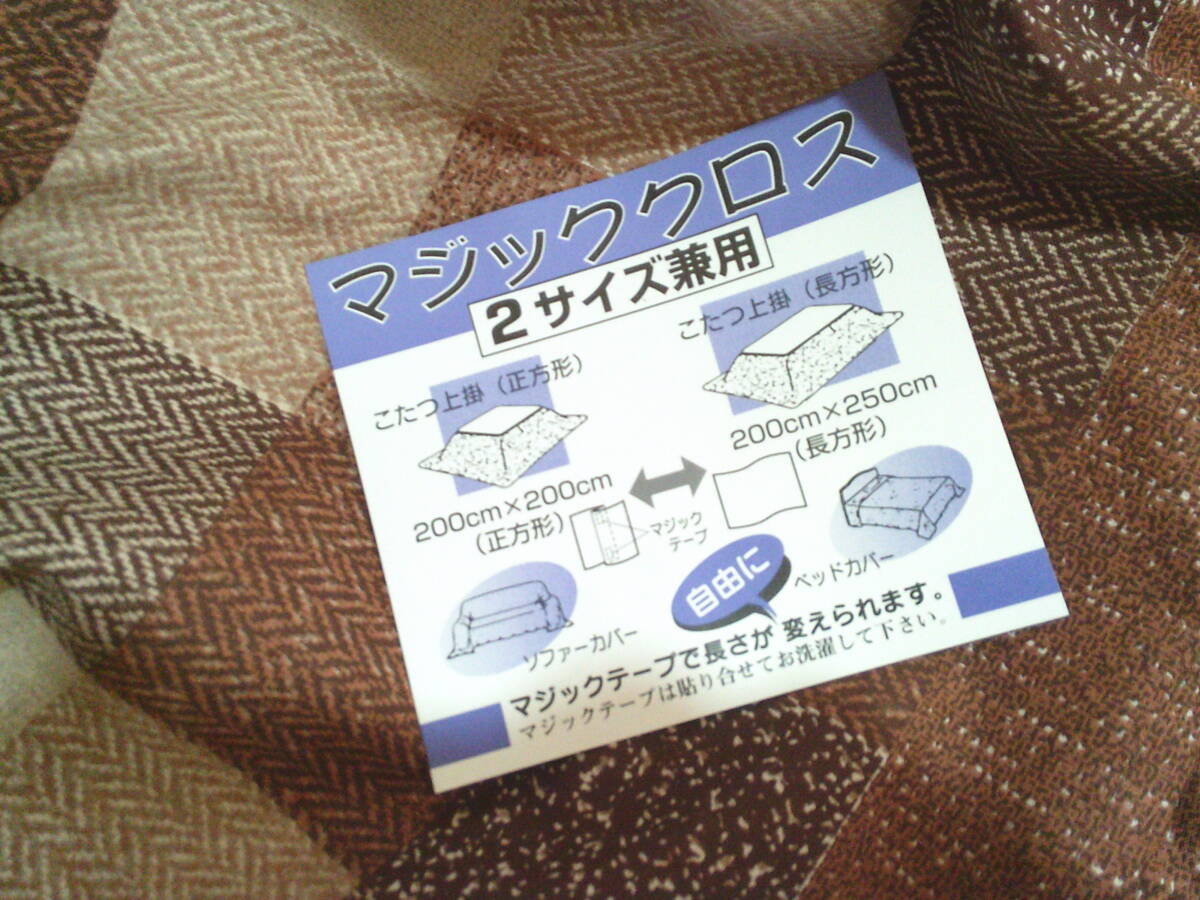 マジッククロス
2サイズ兼用
こたつ上掛(正方形)
こたつ上掛(長方形)
200cm×200cm
(正方形)
200cm×250cm
(長方形)
マジック
テープ
ソファーカバー
自由に
ベッドカバー
マジックテープで長さが 変えられます。
マジックテープは貼り合せてお洗濯して下さい。